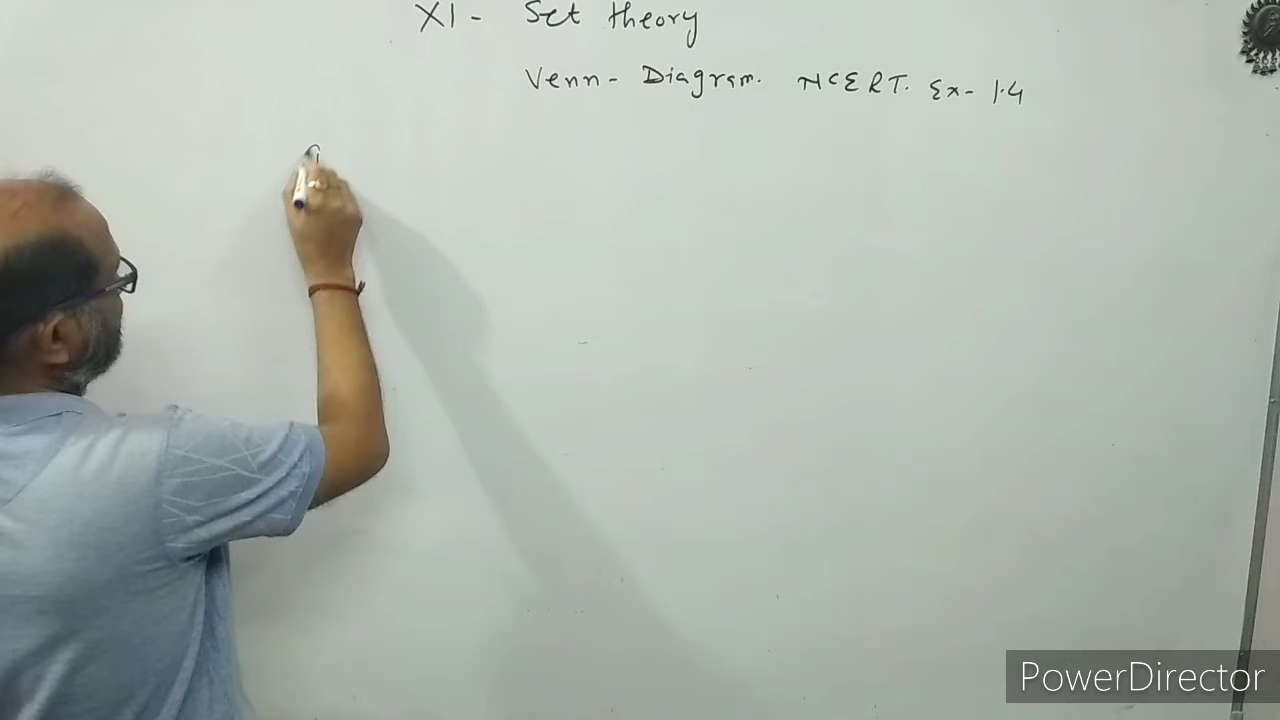 XI - Set theory
Venn - Diagram. NCERT. Ex - 1.4
PowerDirector